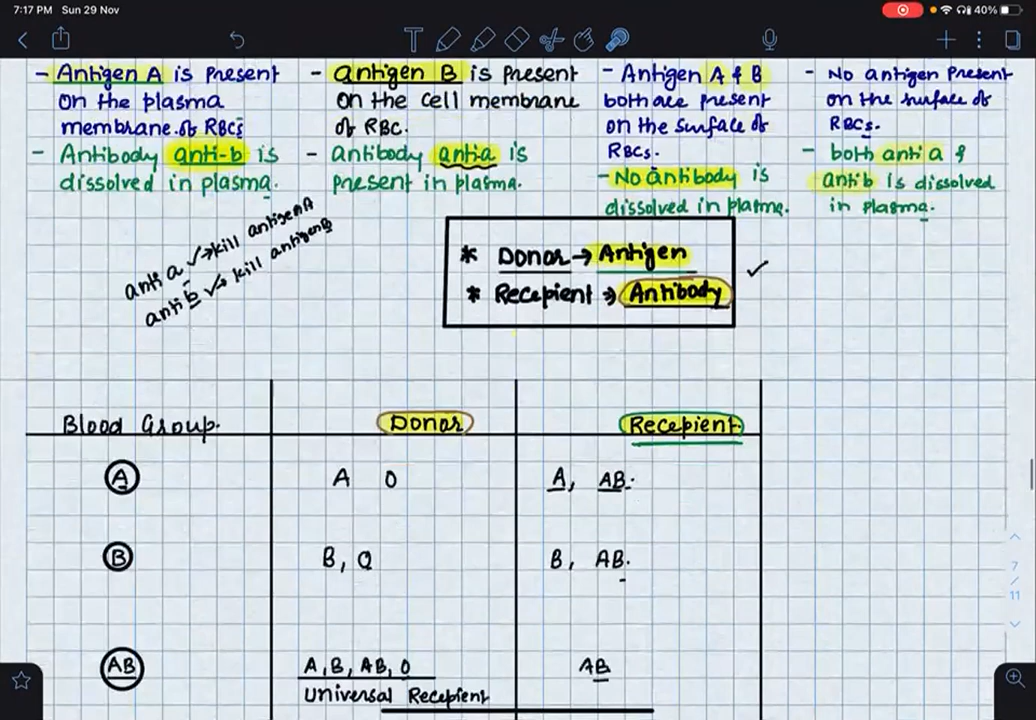 7:17 PM Sun 29 Nov
40%
- Antigen A is present
on the plasma
membrane of RBCs
- Antibody anti-b is
dissolved in plasma.
- antigen B is present
on the cell membrane
of RBC.
- antibody antia is
present in plasma.
- Antigen A & B
both are present
on the surface of
RBCs.
- No antibody is
dissolved in plasma.
- No antigen present
on the surface of
RBCs.
- both anti a &
antib is dissolved
in plasma.
anti a → kill antigen A
anti b → kill antigen B
* Donor → Antigen
* Recepient → Antibody
Blood Group. Donor Recepient.
A A O A, AB.
B B, O B, AB.
AB A, B, AB, O AB
Universal Recepient
7
/
11